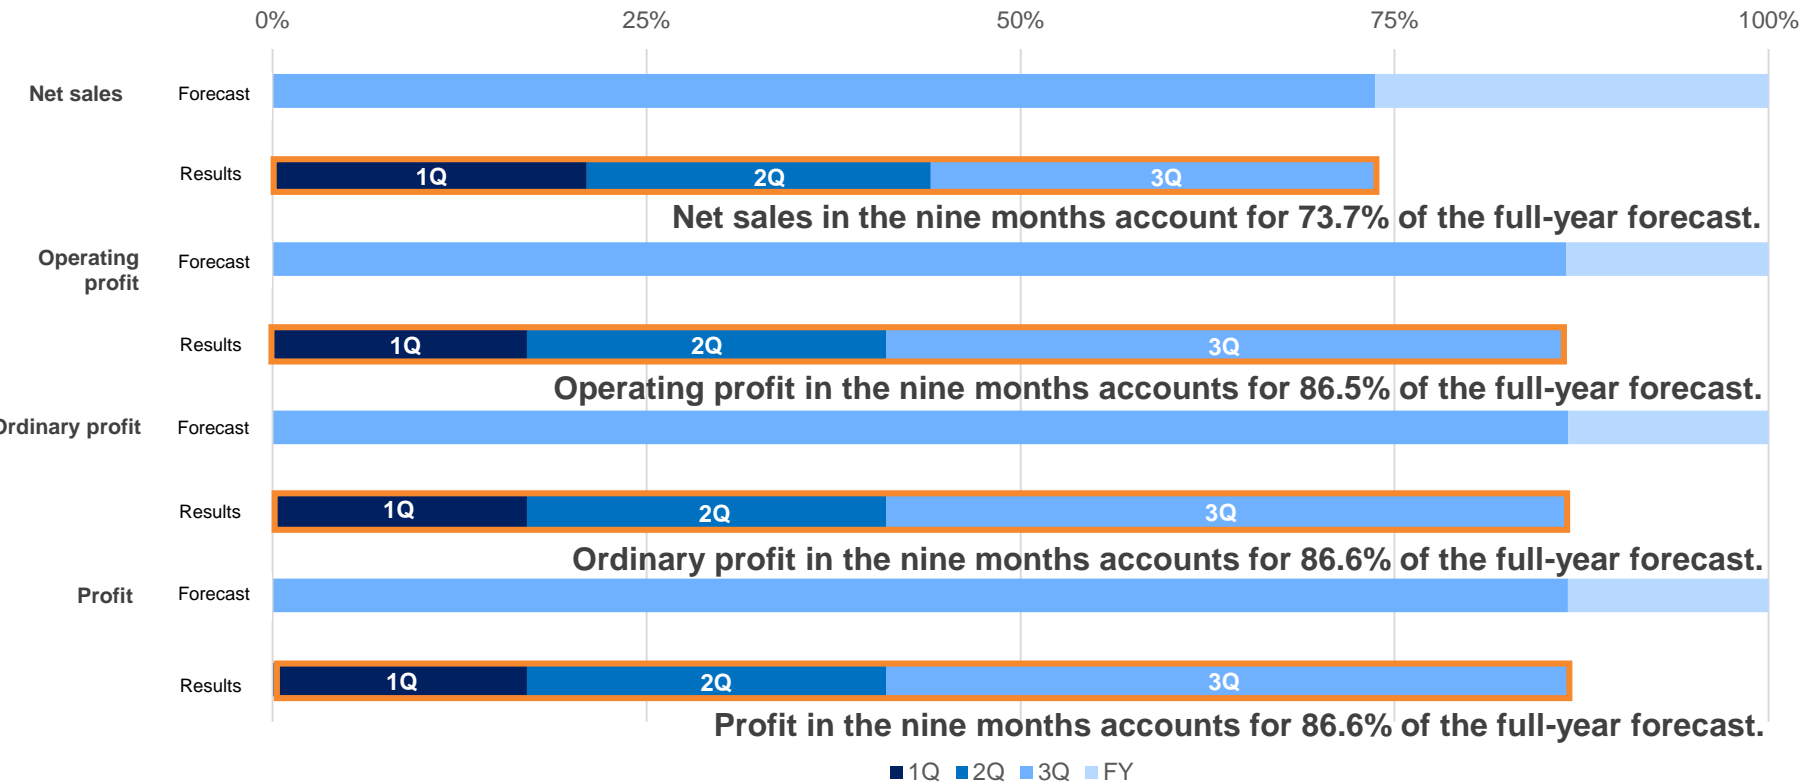 0% 25% 50% 75% 100%
Net sales Forecast
Results 1Q 2Q 3Q
Net sales in the nine months account for 73.7% of the full-year forecast.
Operating
profit
Forecast
Results 1Q 2Q 3Q
Operating profit in the nine months accounts for 86.5% of the full-year forecast.
Ordinary profit Forecast
Results 1Q 2Q 3Q
Ordinary profit in the nine months accounts for 86.6% of the full-year forecast.
Profit Forecast
Results 1Q 2Q 3Q
Profit in the nine months accounts for 86.6% of the full-year forecast.
1Q 2Q 3Q FY